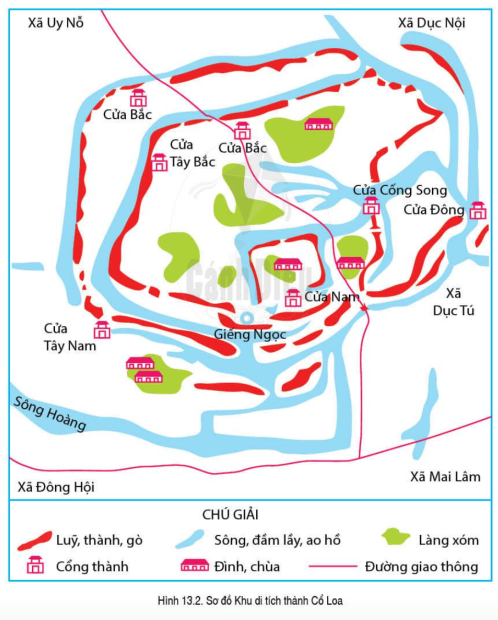 Xã Uy Nỗ
Xã Dục Nội
Cửa Bắc
Cửa
Tây Bắc
Cửa Bắc
Cửa Cống Song
Cửa Đông
Cánh Diều
Cửa Nam
Xã
Dục Tú
Giếng Ngọc
Cửa
Tây Nam
Sông Hoàng
Xã Đông Hội
Xã Mai Lâm
CHÚ GIẢI
Luỹ, thành, gò
Sông, đầm lầy, ao hồ
Làng xóm
Cổng thành
Đình, chùa
Đường giao thông
Hình 13.2. Sơ đồ Khu di tích thành Cổ Loa